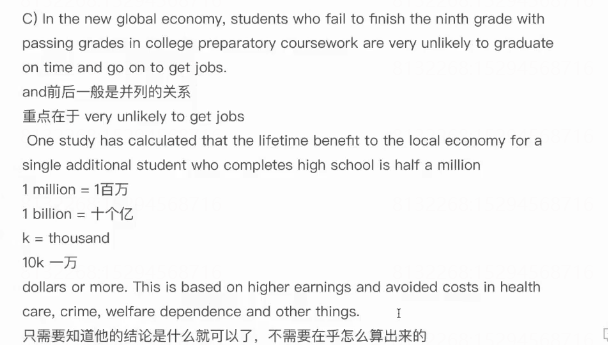 C) In the new global economy, students who fail to finish the ninth grade with
passing grades in college preparatory coursework are very unlikely to graduate
on time and go on to get jobs.
and前后一般是并列的关系
重点在于 very unlikely to get jobs
One study has calculated that the lifetime benefit to the local economy for a
single additional student who completes high school is half a million
1 million = 1百万
1 billion = 十个亿
k = thousand
10k 一万
dollars or more. This is based on higher earnings and avoided costs in health
care, crime, welfare dependence and other things.
只需要知道他的结论是什么就可以了，不需要在乎怎么算出来的